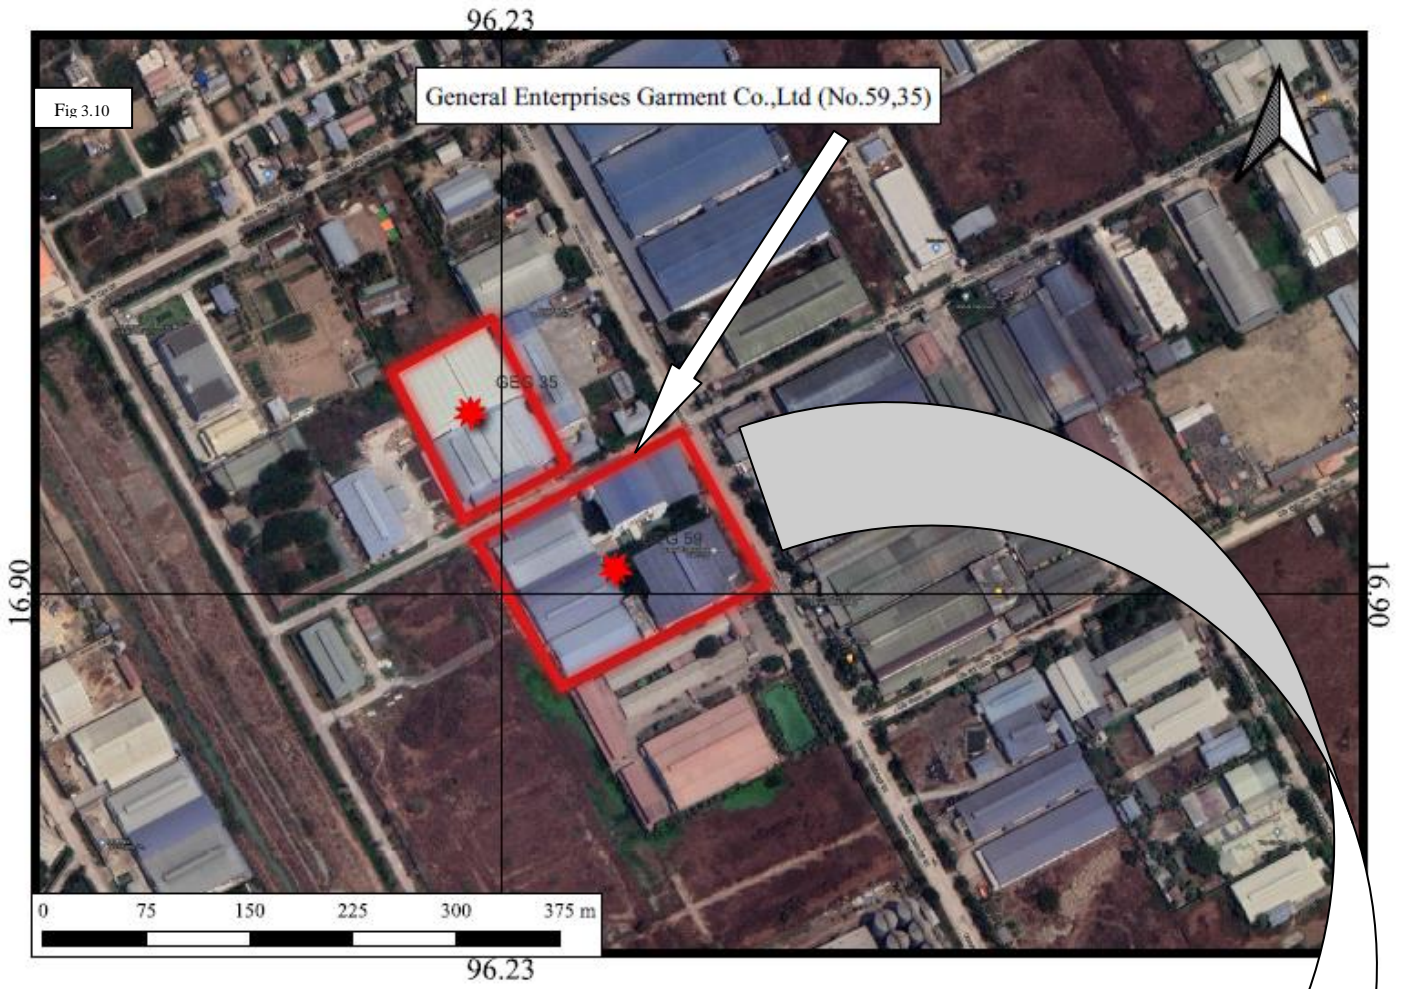 96.23
General Enterprises Garment Co.,Ltd (No.59,35)
Fig 3.10
GEG 35
59
16.90
16.90
0 75 150 225 300 375 m
96.23